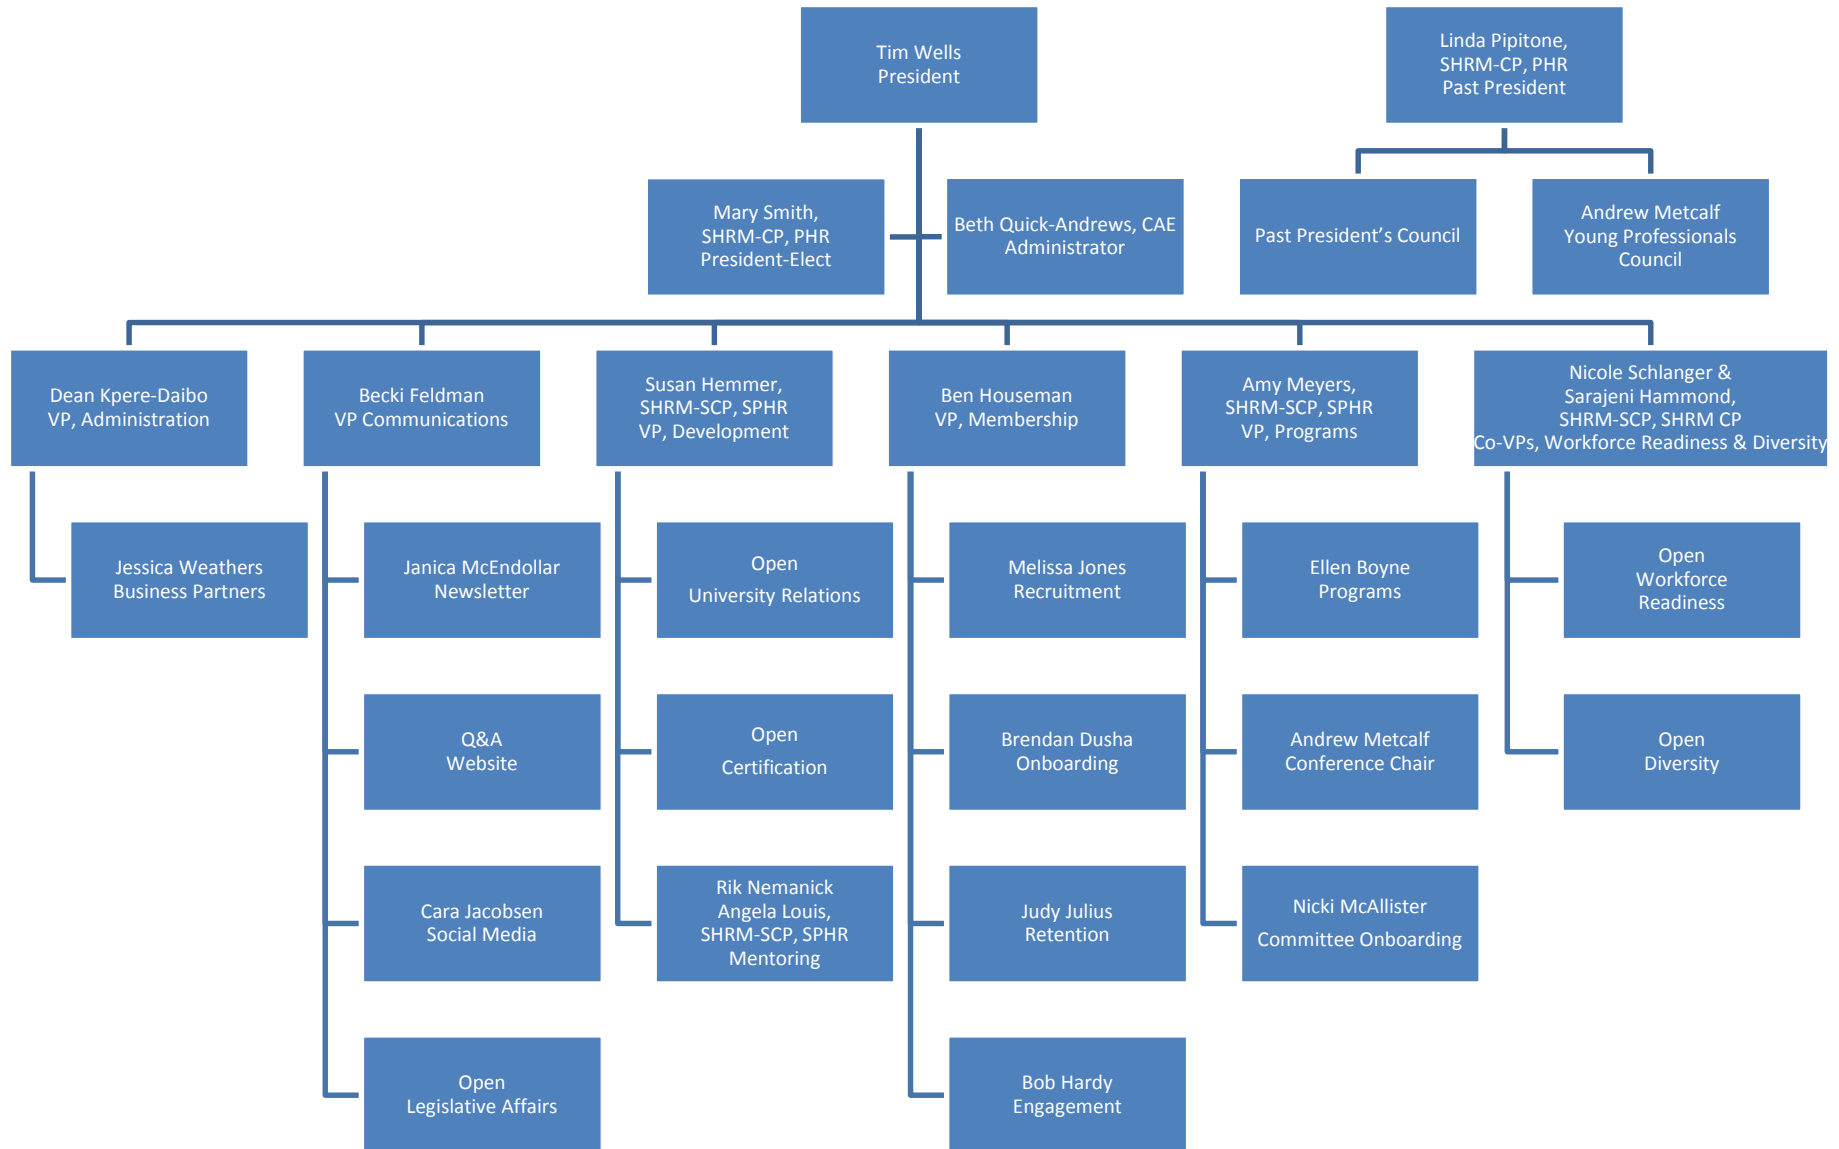 Tim Wells
President
Linda Pipitone,
SHRM-CP, PHR
Past President
Mary Smith,
SHRM-CP, PHR
President-Elect
Beth Quick-Andrews, CAE
Administrator
Past President’s Council
Andrew Metcalf
Young Professionals
Council
Dean Kpere-Daibo
VP, Administration
Becki Feldman
VP Communications
Susan Hemmer,
SHRM-SCP, SPHR
VP, Development
Ben Houseman
VP, Membership
Amy Meyers,
SHRM-SCP, SPHR
VP, Programs
Nicole Schlanger &
Sarajeni Hammond,
SHRM-SCP, SHRM CP
Co-VPs, Workforce Readiness & Diversity
Jessica Weathers
Business Partners
Janica McEndollar
Newsletter
Open
University Relations
Melissa Jones
Recruitment
Ellen Boyne
Programs
Open
Workforce
Readiness
Q&A
Website
Open
Certification
Brendan Dusha
Onboarding
Andrew Metcalf
Conference Chair
Open
Diversity
Cara Jacobsen
Social Media
Rik Nemanick
Angela Louis,
SHRM-SCP, SPHR
Mentoring
Judy Julius
Retention
Nicki McAllister
Committee Onboarding
Open
Legislative Affairs
Bob Hardy
Engagement